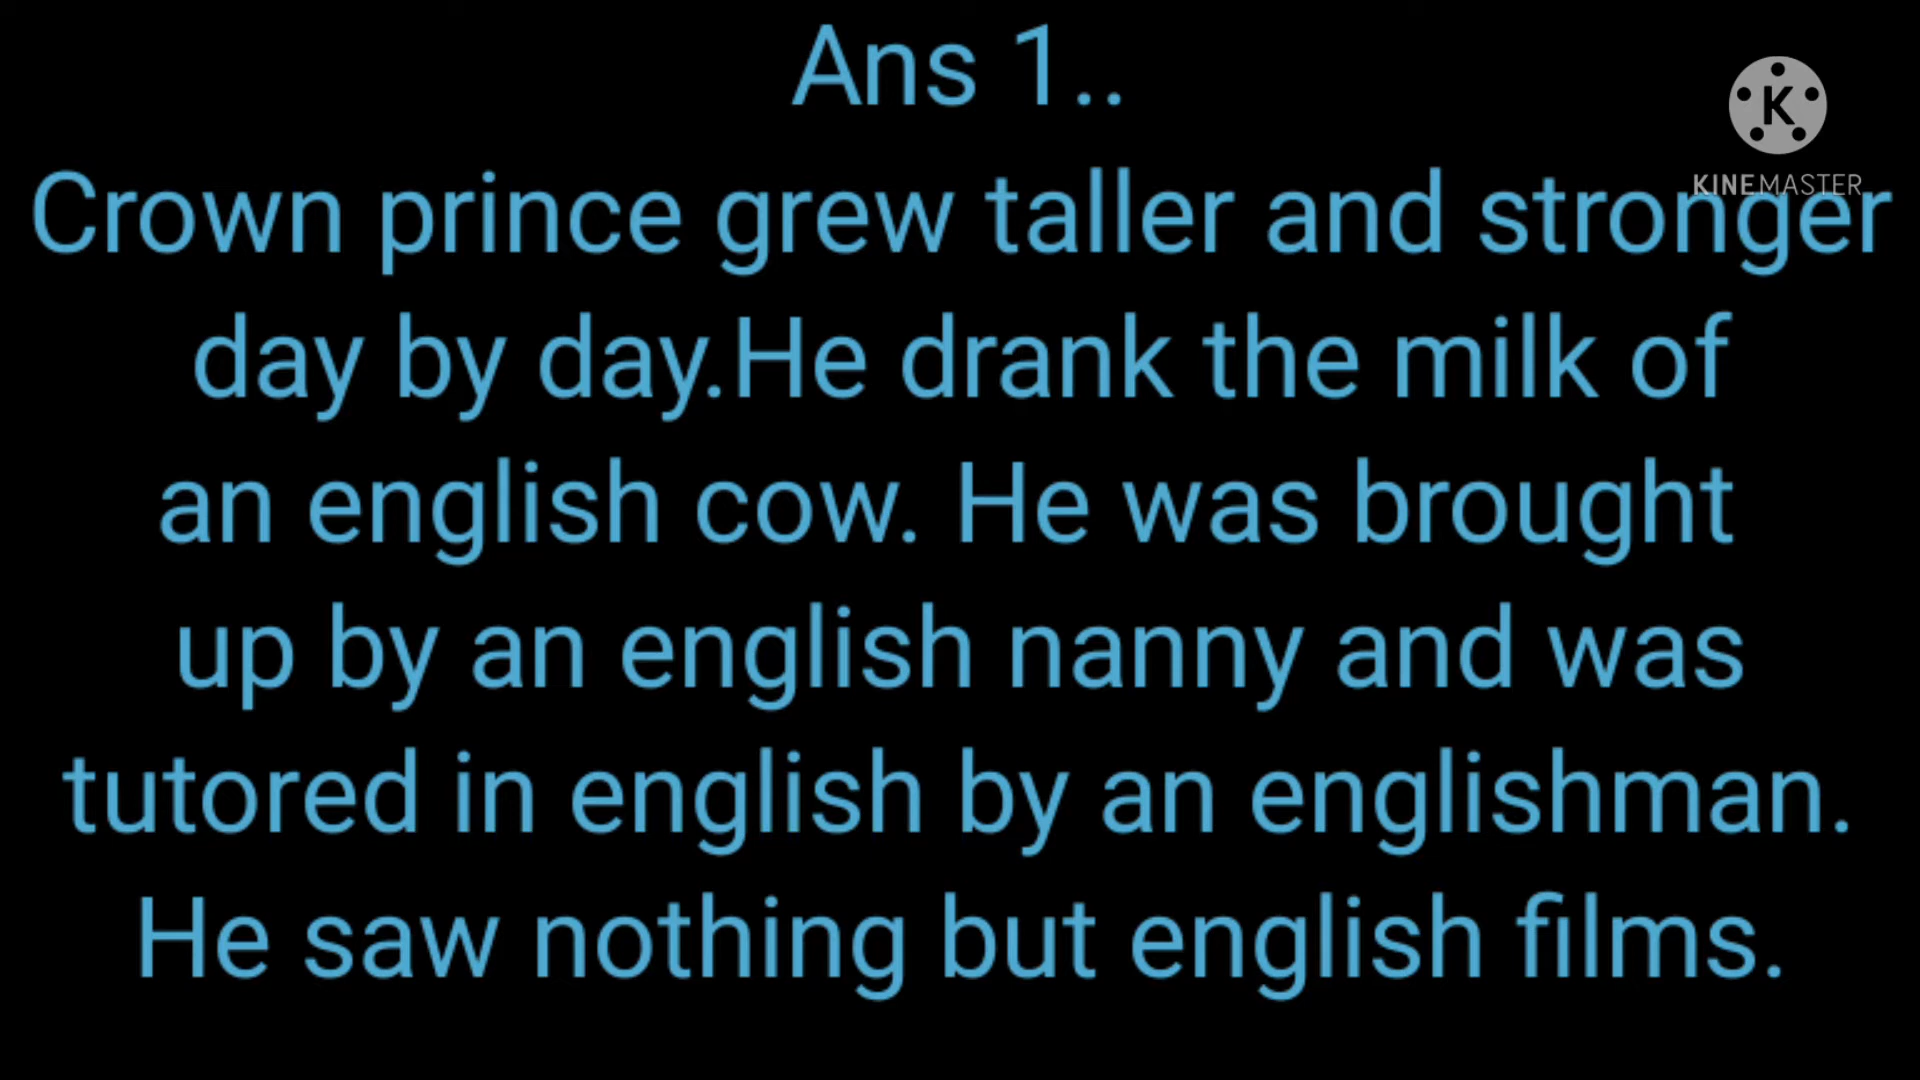 Ans 1..
K
KINEMASTER
Crown prince grew taller and stronger
day by day.He drank the milk of
an english cow. He was brought
up by an english nanny and was
tutored in english by an englishman.
He saw nothing but english films.